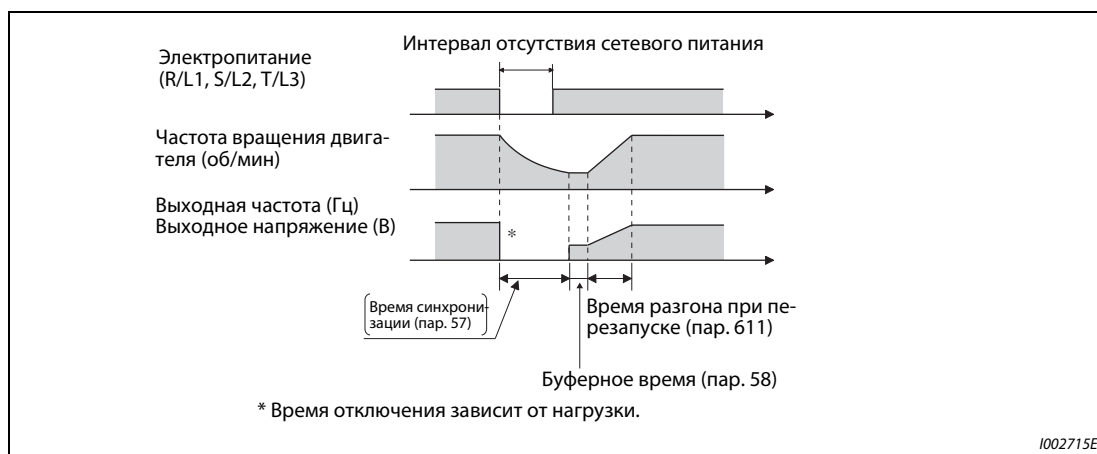 Интервал отсутствия сетевого питания
Электропитание
(R/L1, S/L2, T/L3)
Частота вращения двига-
теля (об/мин)
Выходная частота (Гц)
Выходное напряжение (В)
*
Время синхрони-
зации (пар. 57)
Время разгона при пе-
резапуске (пар. 611)
Буферное время (пар. 58)
* Время отключения зависит от нагрузки.
I002715E